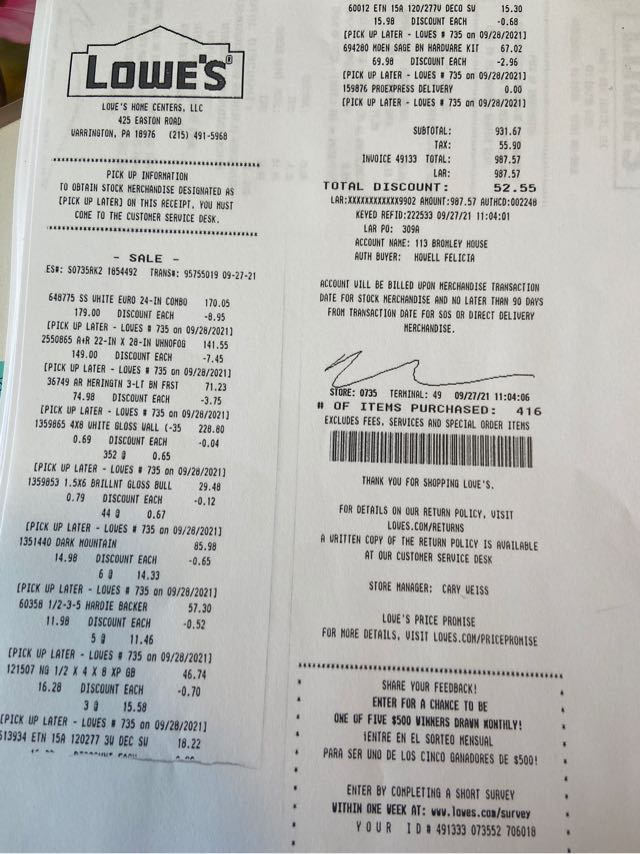 LOWE'S®
LOWE'S HOME CENTERS, LLC
425 EASTON ROAD
WARRINGTON, PA 18976 (215) 491-5968
PICK UP INFORMATION
TO OBTAIN STOCK MERCHANDISE DESIGNATED AS
[PICK UP LATER] ON THIS RECEIPT, YOU MUST
COME TO THE CUSTOMER SERVICE DESK.
- SALE -
ES#: S0735RK2 1854492 TRANS#: 95755019 09-27-21
648775 SS WHITE EURO 24-IN COMBO 170.05
179.00 DISCOUNT EACH -8.95
[PICK UP LATER - LOWES # 735 on 09/28/2021]
2550865 A+R 22-IN X 28-IN WHNOFOG 141.55
149.00 DISCOUNT EACH -7.45
[PICK UP LATER - LOWES # 735 on 09/28/2021]
36749 AR MERINGTN 3-LT BN FAST 71.23
74.98 DISCOUNT EACH -3.75
[PICK UP LATER - LOWES # 735 on 09/28/2021]
1359865 4X8 WHITE GLOSS WALL (-35 228.80
0.69 DISCOUNT EACH -0.04
352 @ 0.65
[PICK UP LATER - LOWES # 735 on 09/28/2021]
1359853 1.5X6 BRILLNT GLOSS BULL 29.48
0.79 DISCOUNT EACH -0.12
44 @ 0.67
[PICK UP LATER - LOWES # 735 on 09/28/2021]
1351440 DARK MOUNTAIN 85.98
14.98 DISCOUNT EACH -0.65
6 @ 14.33
[PICK UP LATER - LOWES # 735 on 09/28/2021]
60358 1/2-3-5 HARDIE BACKER 57.30
11.98 DISCOUNT EACH -0.52
5 @ 11.46
[PICK UP LATER - LOWES # 735 on 09/28/2021]
121507 NG 1/2 X 4 X 8 XP GB 46.74
16.28 DISCOUNT EACH -0.70
3 @ 15.58
[PICK UP LATER - LOWES # 735 on 09/28/2021]
613934 ETN 15A 120277 3W DEC SW 18.22
60012 ETN 15A 120/277V DECO SW 15.30
15.98 DISCOUNT EACH -0.68
[PICK UP LATER - LOWES # 735 on 09/28/2021]
694280 MOEN SAGE BN HARDWARE KIT 67.02
69.98 DISCOUNT EACH -2.96
[PICK UP LATER - LOWES # 735 on 09/28/2021]
159876 PROEXPRESS DELIVERY 0.00
[PICK UP LATER - LOWES # 735 on 09/28/2021]
SUBTOTAL: 931.67
TAX: 55.90
INVOICE 49133 TOTAL: 987.57
LAR: 987.57
TOTAL DISCOUNT: 52.55
LAR:XXXXXXXXXXXX9902 AMOUNT:987.57 AUTHCD:002248
KEYED REFID:222533 09/27/21 11:04:01
LAR PO: 309A
ACCOUNT NAME: 113 BROMLEY HOUSE
AUTH BUYER: HOWELL FELICIA
ACCOUNT WILL BE BILLED UPON MERCHANDISE TRANSACTION
DATE FOR STOCK MERCHANDISE AND NO LATER THAN 90 DAYS
FROM TRANSACTION DATE FOR SOS OR DIRECT DELIVERY
MERCHANDISE.
STORE: 0735 TERMINAL: 49 09/27/21 11:04:06
# OF ITEMS PURCHASED: 416
EXCLUDES FEES, SERVICES AND SPECIAL ORDER ITEMS
THANK YOU FOR SHOPPING LOWE'S.
FOR DETAILS ON OUR RETURN POLICY, VISIT
LOWES.COM/RETURNS
A WRITTEN COPY OF THE RETURN POLICY IS AVAILABLE
AT OUR CUSTOMER SERVICE DESK
STORE MANAGER: CARY WEISS
LOWE'S PRICE PROMISE
FOR MORE DETAILS, VISIT LOWES.COM/PRICEPROMISE
SHARE YOUR FEEDBACK!
ENTER FOR A CHANCE TO BE
ONE OF FIVE $500 WINNERS DRAWN MONTHLY!
¡ENTRE EN EL SORTEO MENSUAL
PARA SER UNO DE LOS CINCO GANADORES DE $500!
ENTER BY COMPLETING A SHORT SURVEY
WITHIN ONE WEEK AT: www.lowes.com/survey
YOUR ID# 491333 073552 706018